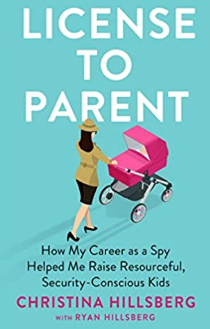 LICENSE
TO
PARENT
How My Career as a Spy
Helped Me Raise Resourceful,
Security-Conscious Kids
CHRISTINA HILLSBERG
WITH RYAN HILLSBERG